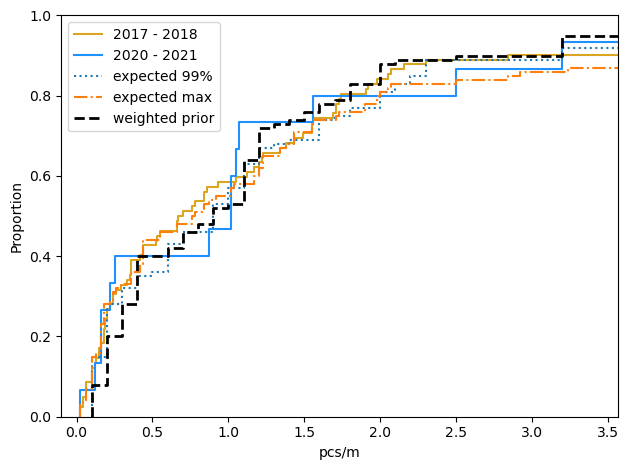 1.0
0.8
0.6
0.4
0.2
0.0
Proportion
2017 - 2018
2020 - 2021
expected 99%
expected max
weighted prior
0.0 0.5 1.0 1.5 2.0 2.5 3.0 3.5
pcs/m